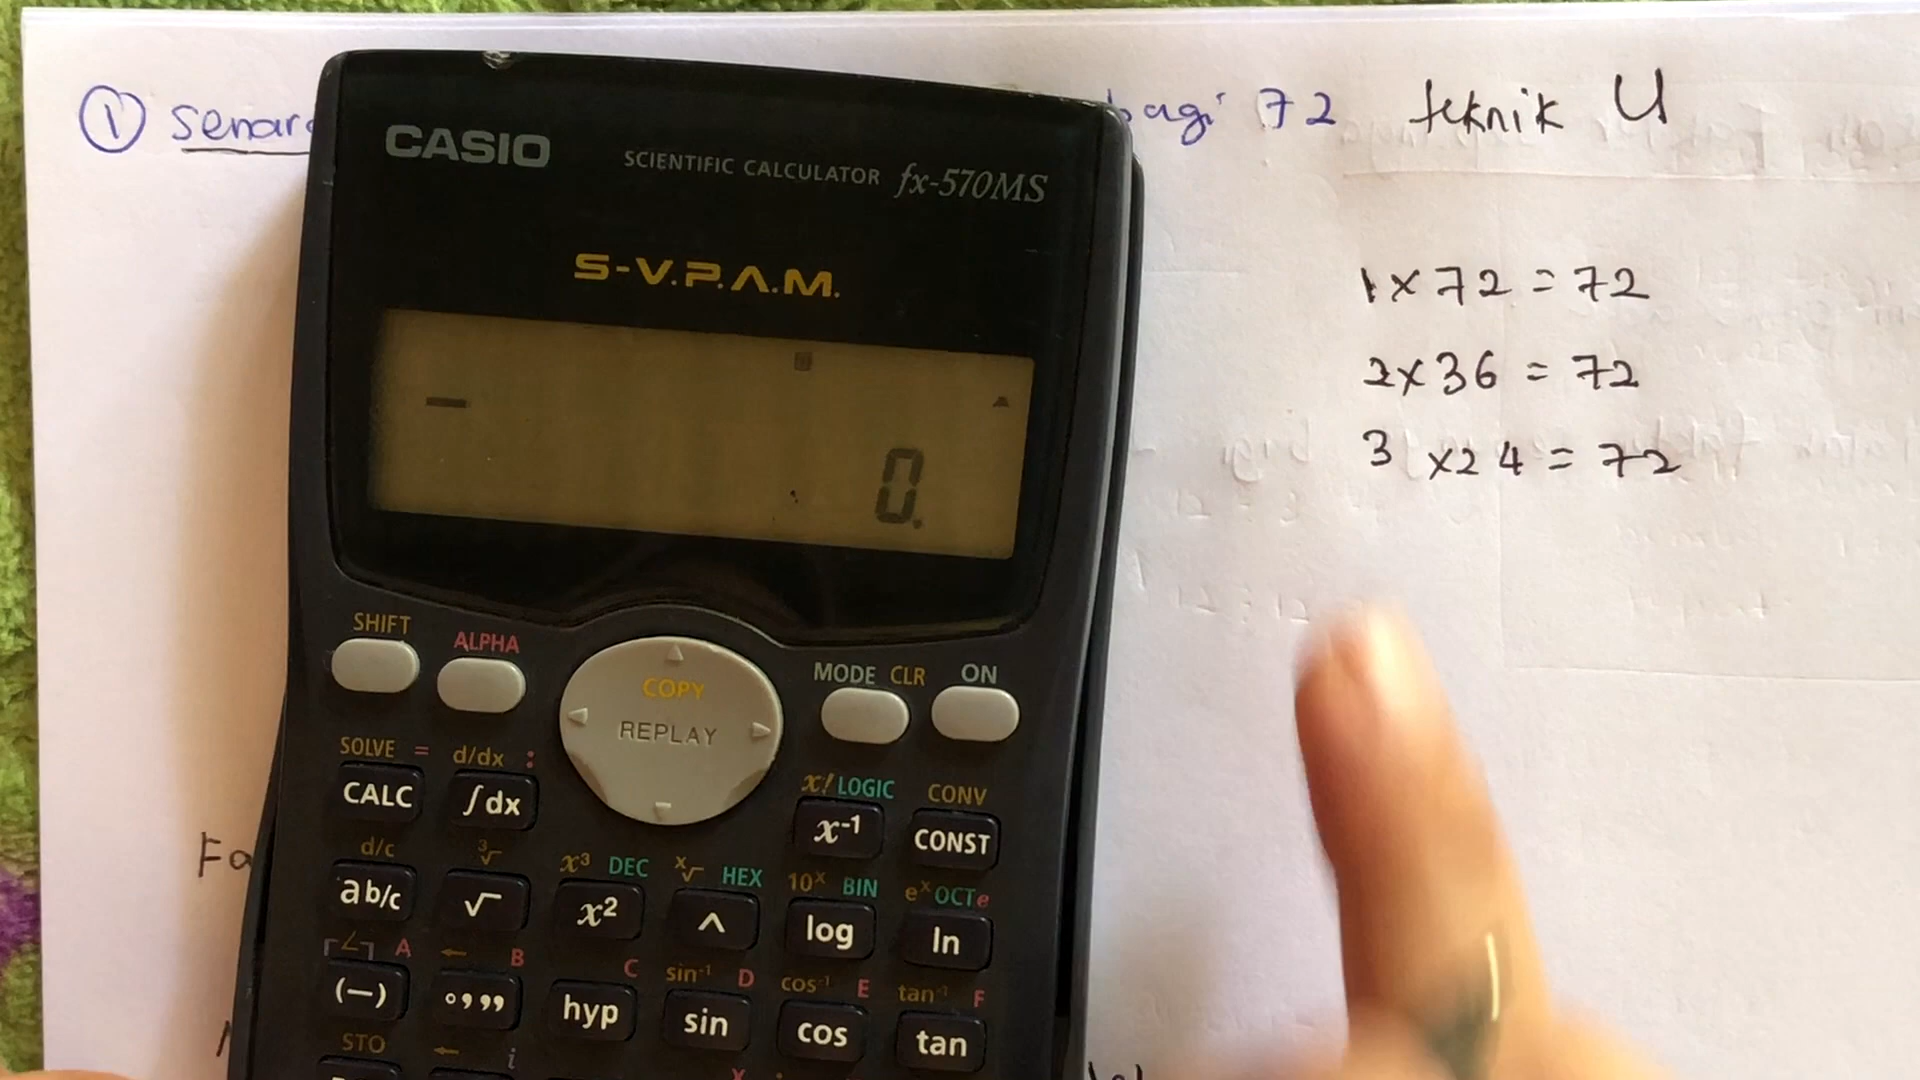 ① senar
bagi 72 teknik U
CASIO
SCIENTIFIC CALCULATOR fx-570MS
S-V.P.A.M.
1 x 72 = 72
2 x 36 = 72
3 x 24 = 72
0.
SHIFT ALPHA
COPY
REPLAY
MODE CLR ON
SOLVE = d/dx :
CALC ∫dx
x! LOGIC CONV
x⁻¹ CONST
d/c ³√ x³ DEC ˣ√ HEX 10ˣ BIN eˣ OCT e
ab/c √ x² ^ log ln
Fa
∠ A ← B C sin⁻¹ D cos⁻¹ E tan⁻¹ F
(−) °,,, hyp sin cos tan
STO ← i